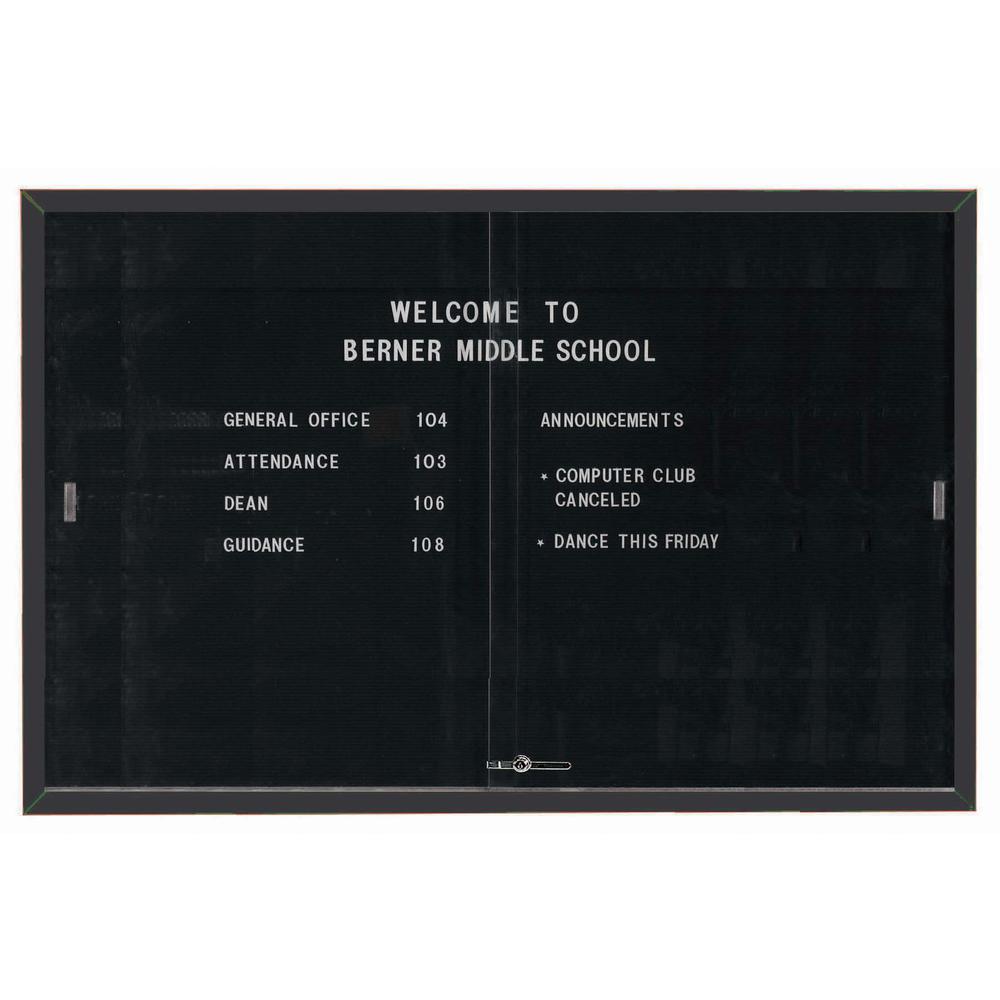 WELCOME TO
BERNER MIDDLE SCHOOL
GENERAL OFFICE 104
ATTENDANCE 103
DEAN 106
GUIDANCE 108
ANNOUNCEMENTS
* COMPUTER CLUB
CANCELED
* DANCE THIS FRIDAY